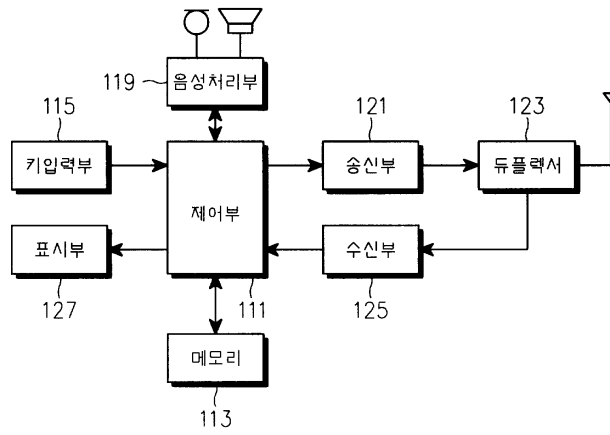 119
음성처리부
115
121
123
키입력부
제어부
송신부
듀플렉서
표시부
수신부
127
111
125
메모리
113